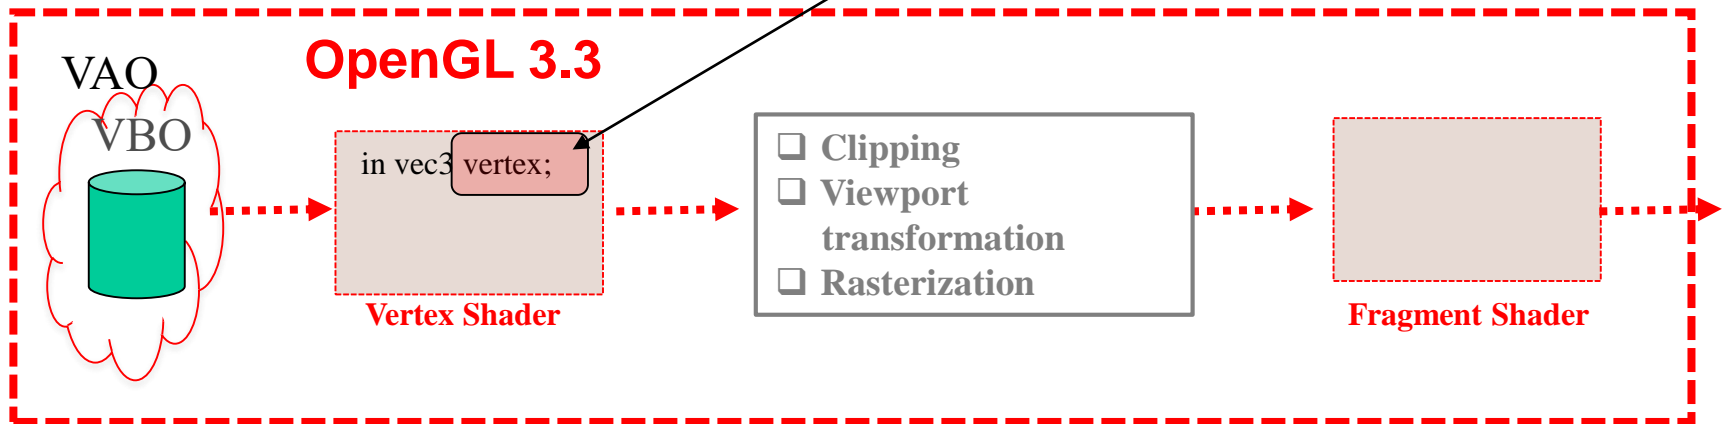 OpenGL 3.3
VAO
VBO
in vec3 vertex;
Vertex Shader
❑ Clipping
❑ Viewport
transformation
❑ Rasterization
Fragment Shader